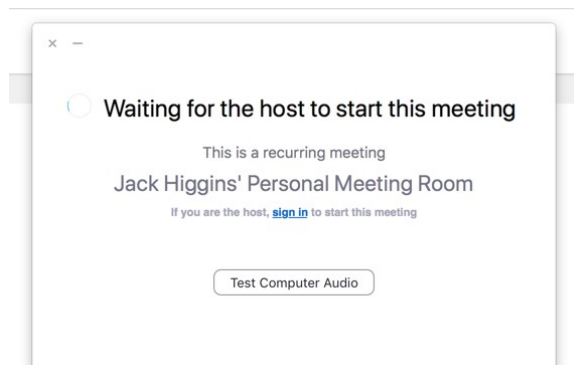 Waiting for the host to start this meeting
This is a recurring meeting
Jack Higgins' Personal Meeting Room
If you are the host, sign in to start this meeting
Test Computer Audio